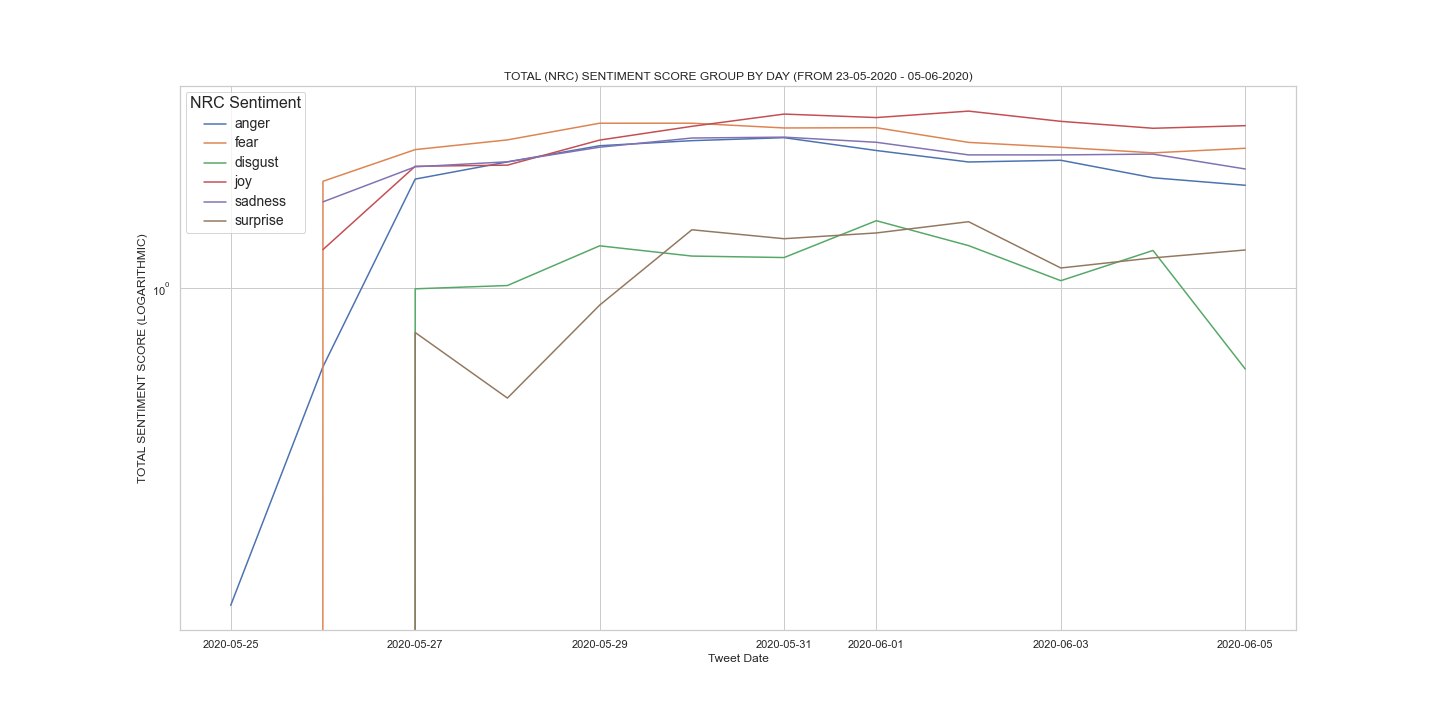 TOTAL (NRC) SENTIMENT SCORE GROUP BY DAY (FROM 23-05-2020 - 05-06-2020)
NRC Sentiment
anger
fear
disgust
joy
sadness
surprise
TOTAL SENTIMENT SCORE (LOGARITHMIC)
10⁰
2020-05-25 2020-05-27 2020-05-29 2020-05-31 2020-06-01 2020-06-03 2020-06-05
Tweet Date